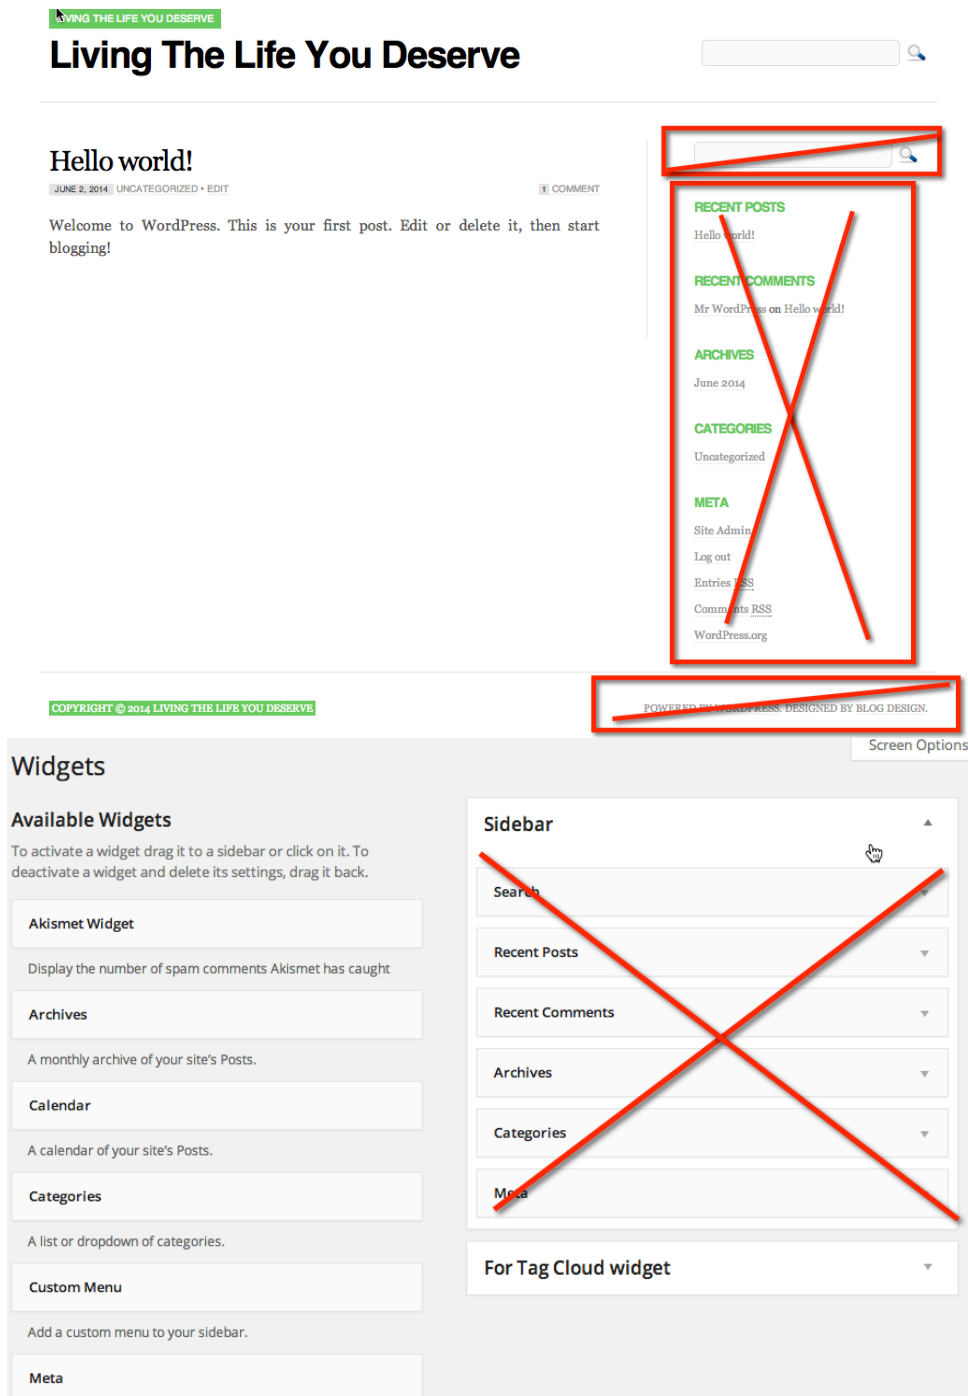 LIVING THE LIFE YOU DESERVE
Living The Life You Deserve
Hello world!
JUNE 2, 2014 UNCATEGORIZED • EDIT
1 COMMENT
Welcome to WordPress. This is your first post. Edit or delete it, then start
blogging!
RECENT POSTS
Hello world!
RECENT COMMENTS
Mr WordPress on Hello world!
ARCHIVES
June 2014
CATEGORIES
Uncategorized
META
Site Admin
Log out
Entries RSS
Comments RSS
WordPress.org
COPYRIGHT © 2014 LIVING THE LIFE YOU DESERVE
POWERED BY WORDPRESS. DESIGNED BY BLOG DESIGN.
Screen Options
Widgets
Available Widgets
To activate a widget drag it to a sidebar or click on it. To
deactivate a widget and delete its settings, drag it back.
Akismet Widget
Display the number of spam comments Akismet has caught
Archives
A monthly archive of your site's Posts.
Calendar
A calendar of your site's Posts.
Categories
A list or dropdown of categories.
Custom Menu
Add a custom menu to your sidebar.
Meta
Sidebar
Search
Recent Posts
Recent Comments
Archives
Categories
Meta
For Tag Cloud widget